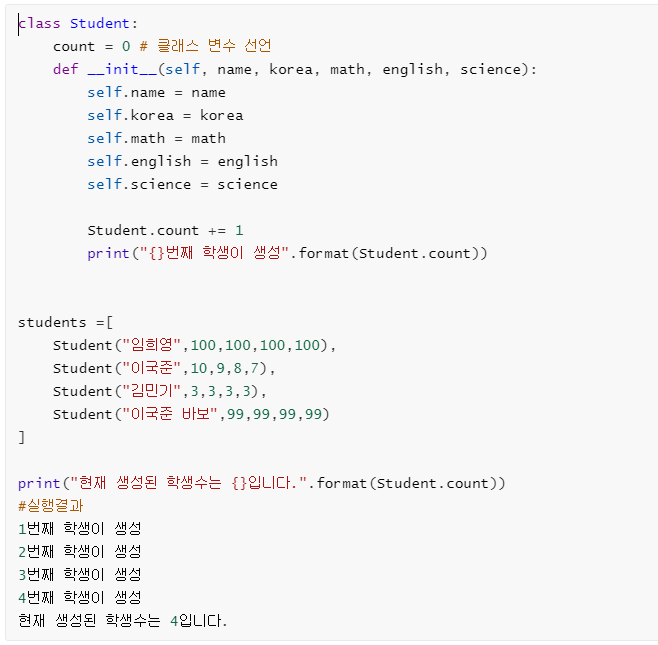 class Student:
    count = 0 # 클래스 변수 선언
    def __init__(self, name, korea, math, english, science):
        self.name = name
        self.korea = korea
        self.math = math
        self.english = english
        self.science = science

        Student.count += 1
        print("{}번째 학생이 생성".format(Student.count))


students =[
    Student("임희영",100,100,100,100),
    Student("이국준",10,9,8,7),
    Student("김민기",3,3,3,3),
    Student("이국준 바보",99,99,99,99)
]

print("현재 생성된 학생수는 {}입니다.".format(Student.count))
#실행결과
1번째 학생이 생성
2번째 학생이 생성
3번째 학생이 생성
4번째 학생이 생성
현재 생성된 학생수는 4입니다.